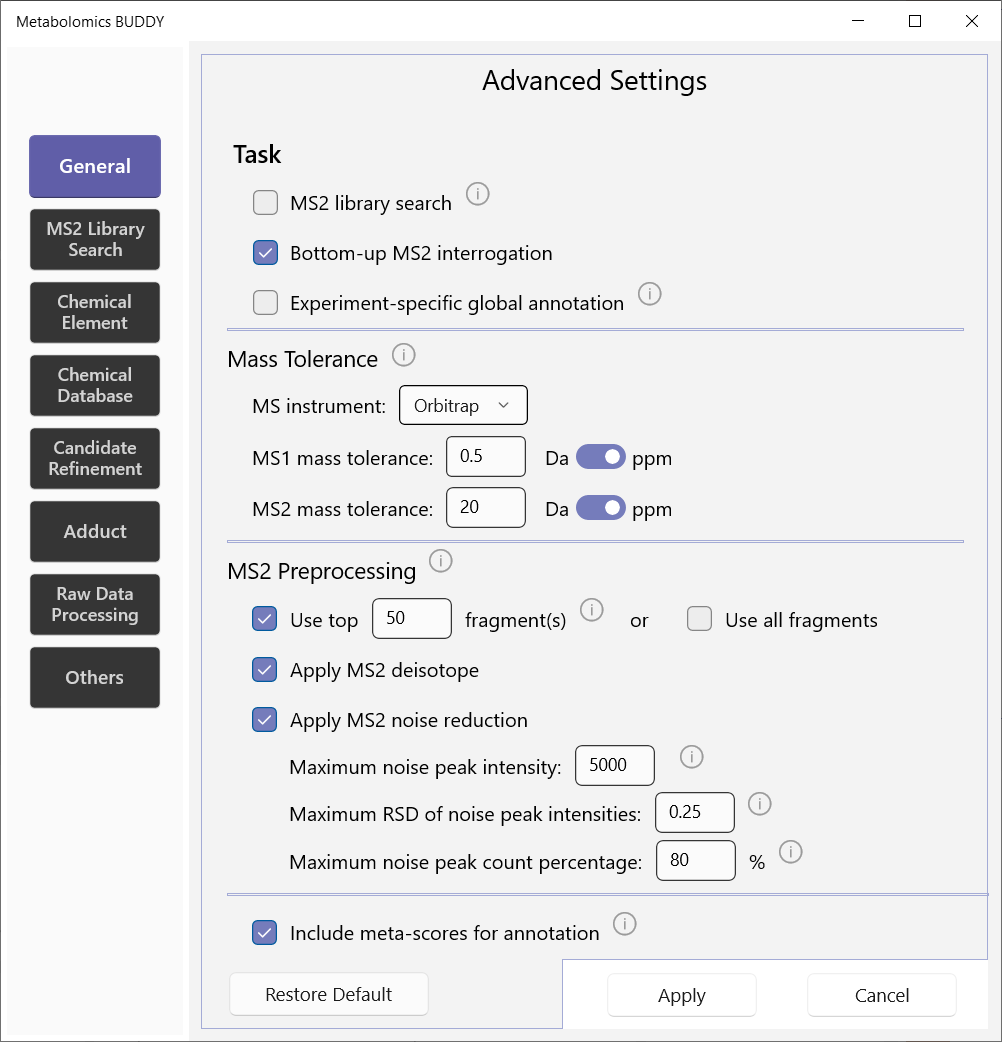 Metabolomics BUDDY
Advanced Settings
General
MS2 Library
Search
Chemical
Element
Chemical
Database
Candidate
Refinement
Adduct
Raw Data
Processing
Others
Task
MS2 library search
Bottom-up MS2 interrogation
Experiment-specific global annotation
Mass Tolerance
MS instrument: Orbitrap
MS1 mass tolerance: 0.5 Da ppm
MS2 mass tolerance: 20 Da ppm
MS2 Preprocessing
Use top 50 fragment(s) or Use all fragments
Apply MS2 deisotope
Apply MS2 noise reduction
Maximum noise peak intensity: 5000
Maximum RSD of noise peak intensities: 0.25
Maximum noise peak count percentage: 80 %
Include meta-scores for annotation
Restore Default Apply Cancel